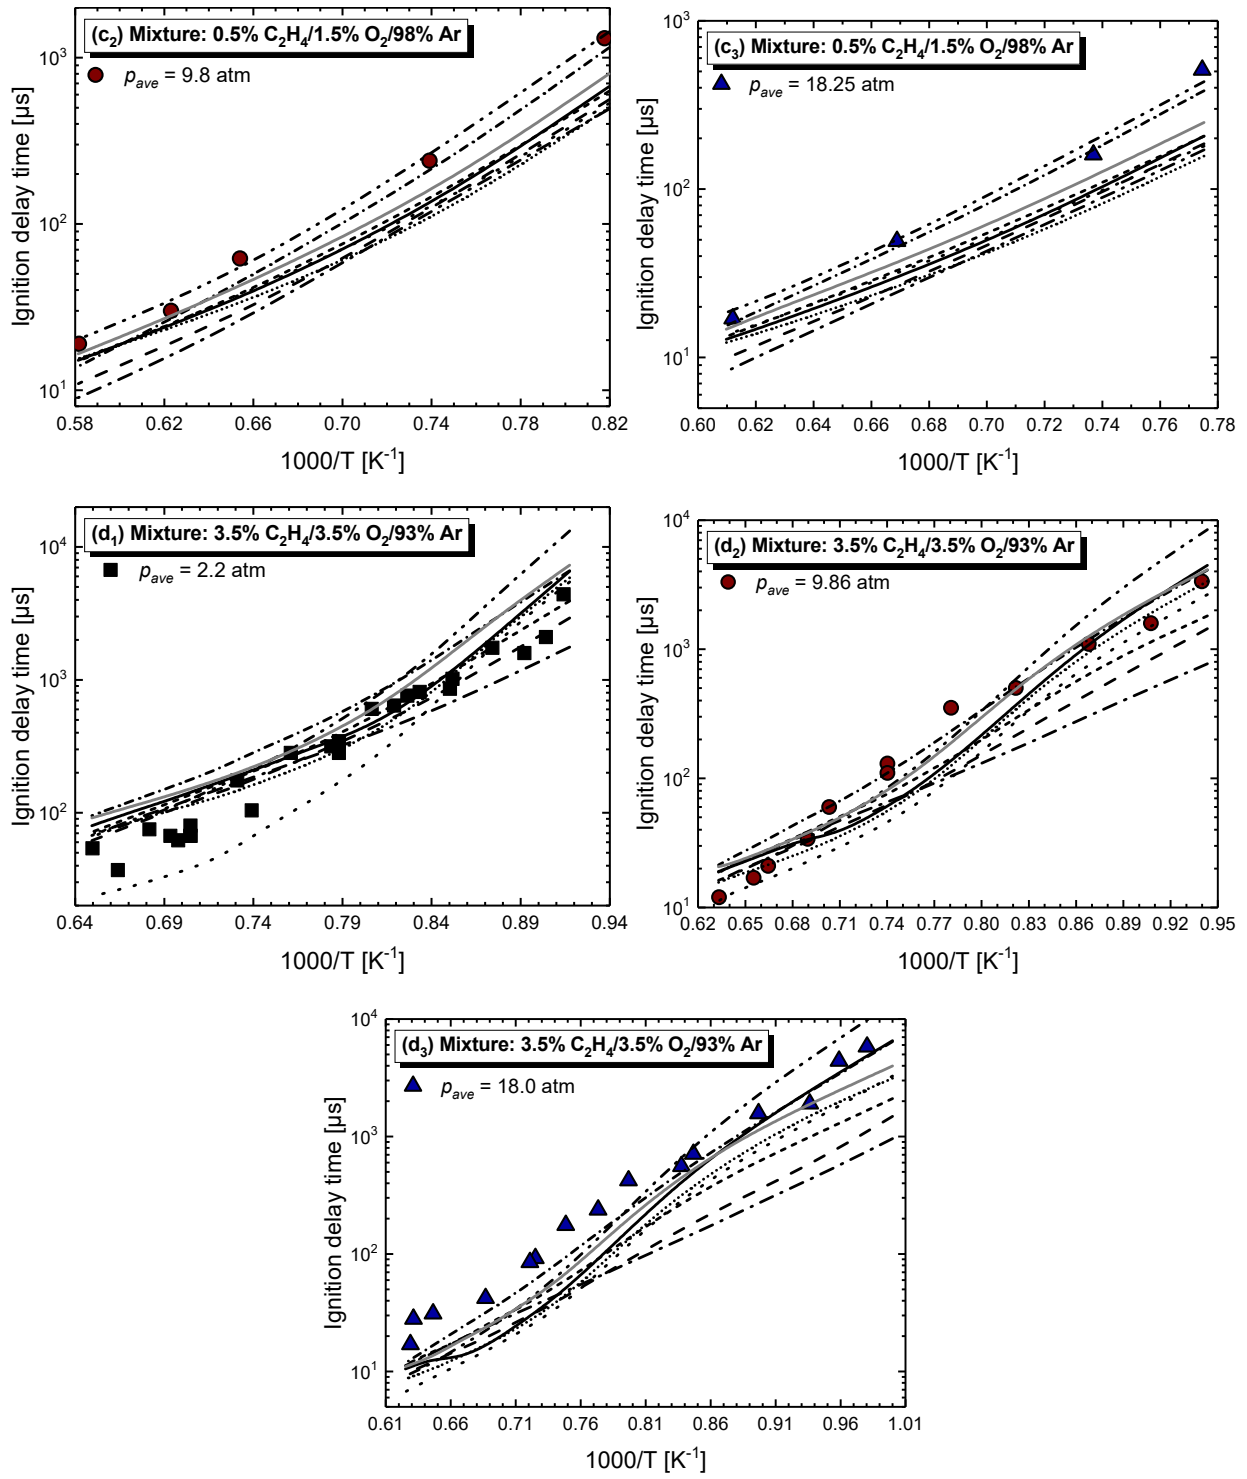 (c₂) Mixture: 0.5% C₂H₄/1.5% O₂/98% Ar
p_ave = 9.8 atm
Ignition delay time [µs]
10³
10²
10¹
0.58 0.62 0.66 0.70 0.74 0.78 0.82
1000/T [K⁻¹]
(c₃) Mixture: 0.5% C₂H₄/1.5% O₂/98% Ar
p_ave = 18.25 atm
Ignition delay time [µs]
10³
10²
10¹
0.60 0.62 0.64 0.66 0.68 0.70 0.72 0.74 0.76 0.78
1000/T [K⁻¹]
(d₁) Mixture: 3.5% C₂H₄/3.5% O₂/93% Ar
p_ave = 2.2 atm
Ignition delay time [µs]
10⁴
10³
10²
0.64 0.69 0.74 0.79 0.84 0.89 0.94
1000/T [K⁻¹]
(d₂) Mixture: 3.5% C₂H₄/3.5% O₂/93% Ar
p_ave = 9.86 atm
Ignition delay time [µs]
10⁴
10³
10²
10¹
0.62 0.65 0.68 0.71 0.74 0.77 0.80 0.83 0.86 0.89 0.92 0.95
1000/T [K⁻¹]
(d₃) Mixture: 3.5% C₂H₄/3.5% O₂/93% Ar
p_ave = 18.0 atm
Ignition delay time [µs]
10⁴
10³
10²
10¹
0.61 0.66 0.71 0.76 0.81 0.86 0.91 0.96 1.01
1000/T [K⁻¹]